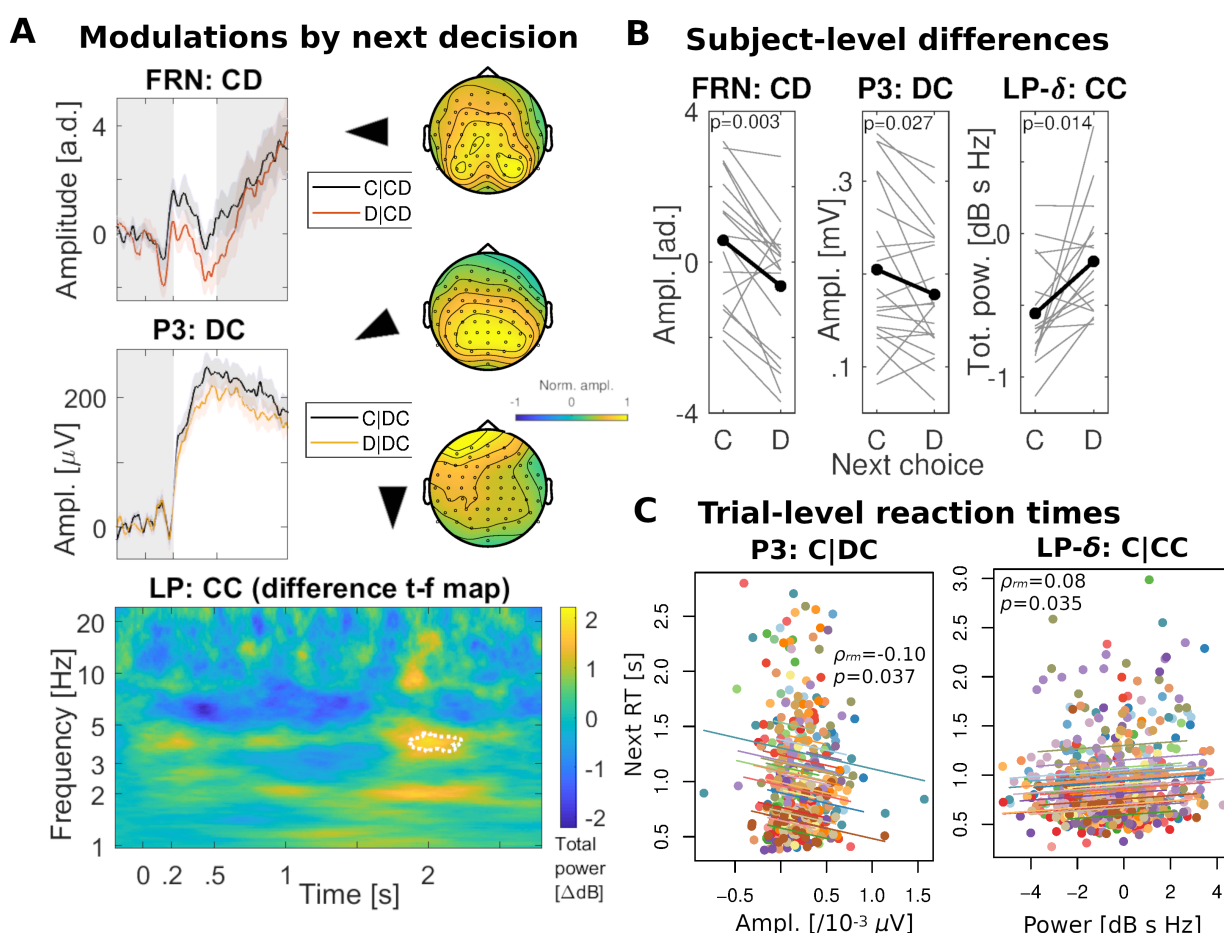 A
Modulations by next decision
FRN: CD
Amplitude [a.d.]
4
0
C|CD
D|CD
P3: DC
Ampl. [μV]
200
0
C|DC
D|DC
Norm. ampl.
-1 0 1
LP: CC (difference t-f map)
Frequency [Hz]
20
10
5
3
2
1
0 .2 .5 1 2
Time [s]
2
1
0
-1
-2
Total
power
[ΔdB]
B
Subject-level differences
FRN: CD
p=0.003
Ampl. [ad.]
4
0
-4
C D
P3: DC
p=0.027
Ampl. [mV]
.3
.1
C D
LP-δ: CC
p=0.014
Tot. pow. [dB s Hz]
0
-1
C D
Next choice
C
Trial-level reaction times
P3: C|DC
Next RT [s]
2.5
2.0
1.5
1.0
0.5
ρrm=-0.10
p=0.037
−0.5 0.5 1.0 1.5
Ampl. [/10-3 μV]
LP-δ: C|CC
ρrm=0.08
p=0.035
3.0
2.5
2.0
1.5
1.0
0.5
−4 −2 0 2 4
Power [dB s Hz]